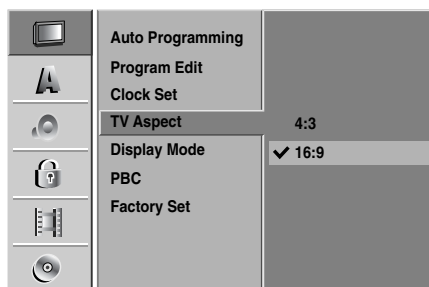 Auto Programming
Program Edit
Clock Set
TV Aspect 4:3
Display Mode ✔ 16:9
PBC
Factory Set